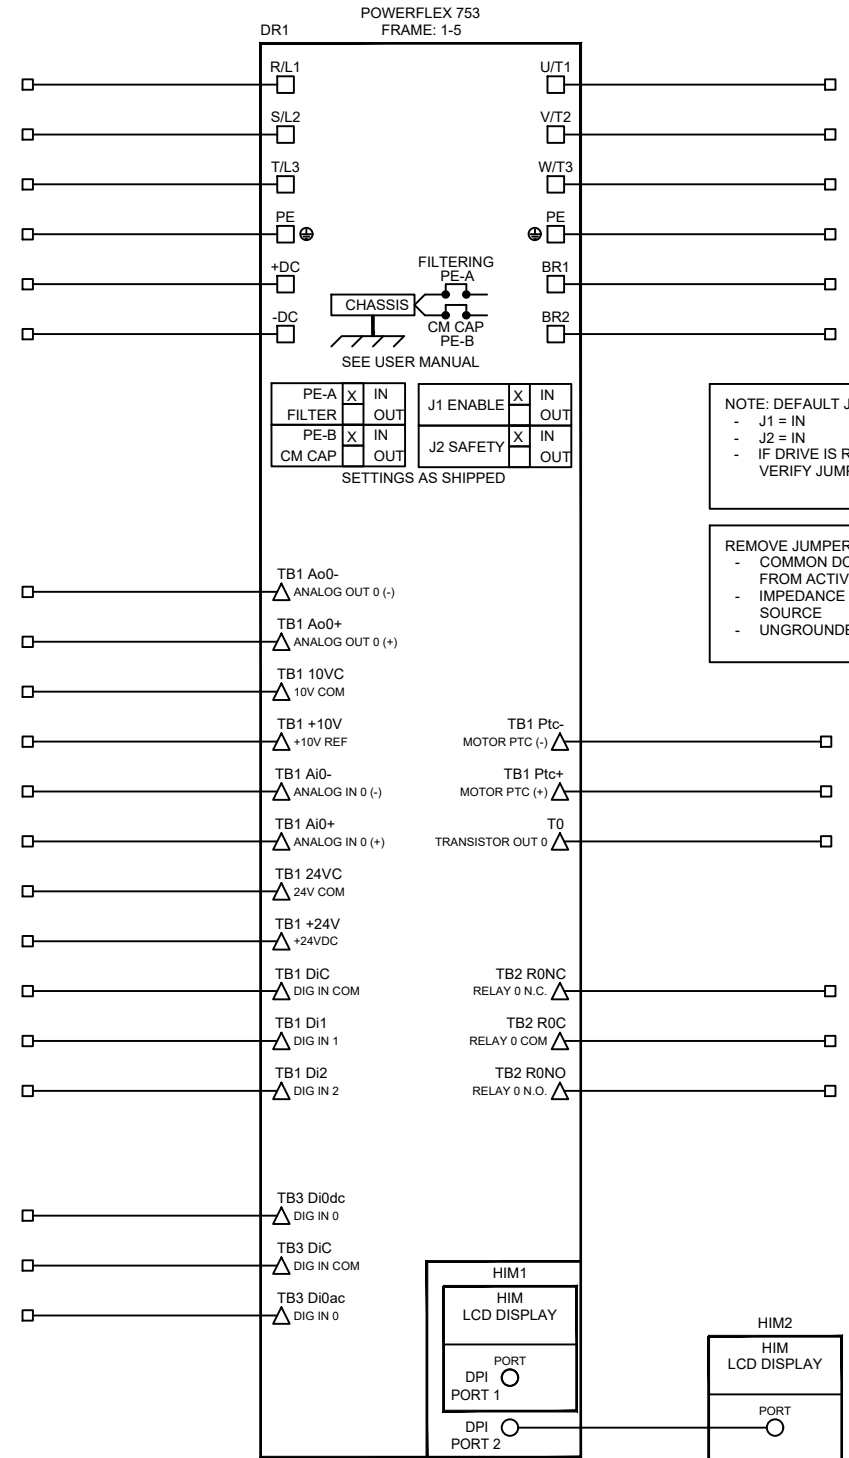 POWERFLEX 753
DR1 FRAME: 1-5
R/L1 U/T1
S/L2 V/T2
T/L3 W/T3
PE PE
+DC BR1
-DC BR2
FILTERING
PE-A
CHASSIS
CM CAP
PE-B
SEE USER MANUAL
PE-A X IN
FILTER OUT
PE-B X IN
CM CAP OUT
J1 ENABLE X IN
OUT
J2 SAFETY X IN
OUT
SETTINGS AS SHIPPED
NOTE: DEFAULT
- J1 = IN
- J2 = IN
- IF DRIVE IS
VERIFY
REMOVE JUMPER
- COMMON
FROM
- IMPEDANCE
SOURCE
-
TB1 Ao0-
ANALOG OUT 0 (-)
TB1 Ao0+
ANALOG OUT 0 (+)
TB1 10VC
10V COM
TB1 +10V
+10V REF
TB1 Ai0-
ANALOG IN 0 (-)
TB1 Ai0+
ANALOG IN 0 (+)
TB1 24VC
24V COM
TB1 +24V
+24VDC
TB1 DiC
DIG IN COM
TB1 Di1
DIG IN 1
TB1 Di2
DIG IN 2
TB1 Ptc-
MOTOR PTC (-)
TB1 Ptc+
MOTOR PTC (+)
T0
TRANSISTOR OUT 0
TB2 R0NC
RELAY 0 N.C.
TB2 R0C
RELAY 0 COM
TB2 R0NO
RELAY 0 N.O.
TB3 Di0dc
DIG IN 0
TB3 DiC
DIG IN COM
TB3 Di0ac
DIG IN 0
HIM1
HIM
LCD DISPLAY
PORT
DPI
PORT 1
DPI
PORT 2
HIM2
HIM
LCD DISPLAY
PORT